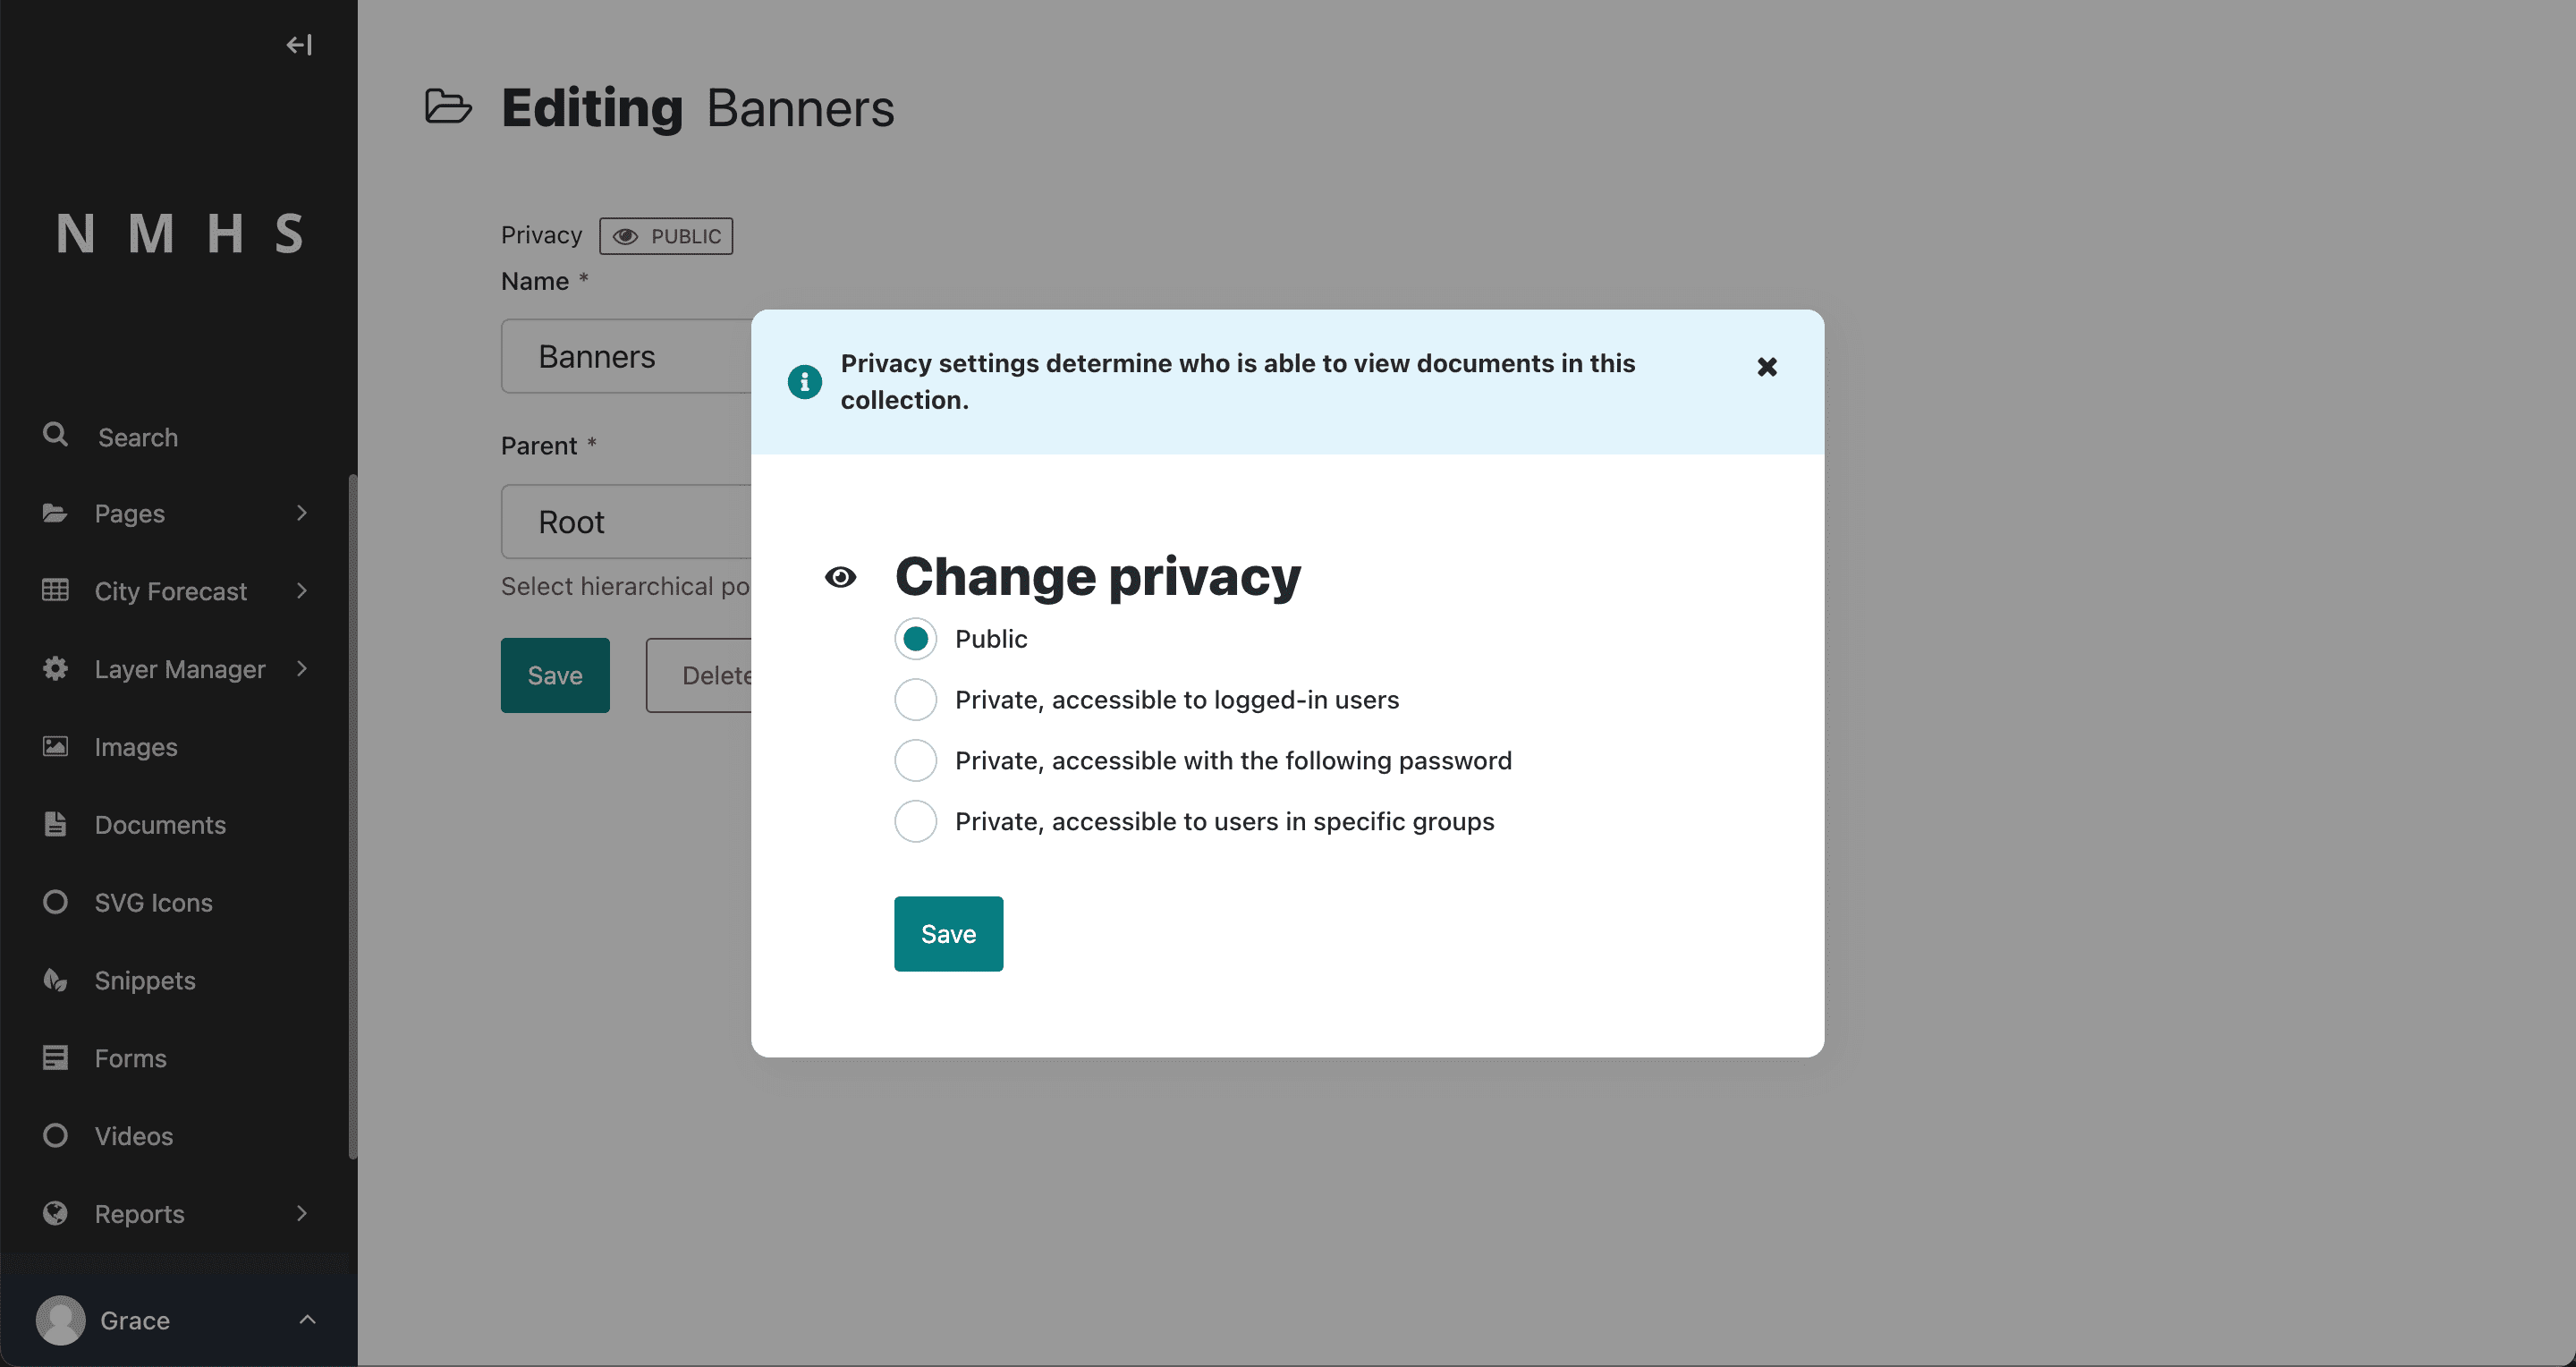 N M H S
Search
Pages
City Forecast
Layer Manager
Images
Documents
SVG Icons
Snippets
Forms
Videos
Reports
Grace
Editing Banners
Privacy PUBLIC
Name *
Banners
Parent *
Root
Select hierarchical po
Save
Delete
Privacy settings determine who is able to view documents in this
collection.
Change privacy
Public
Private, accessible to logged-in users
Private, accessible with the following password
Private, accessible to users in specific groups
Save